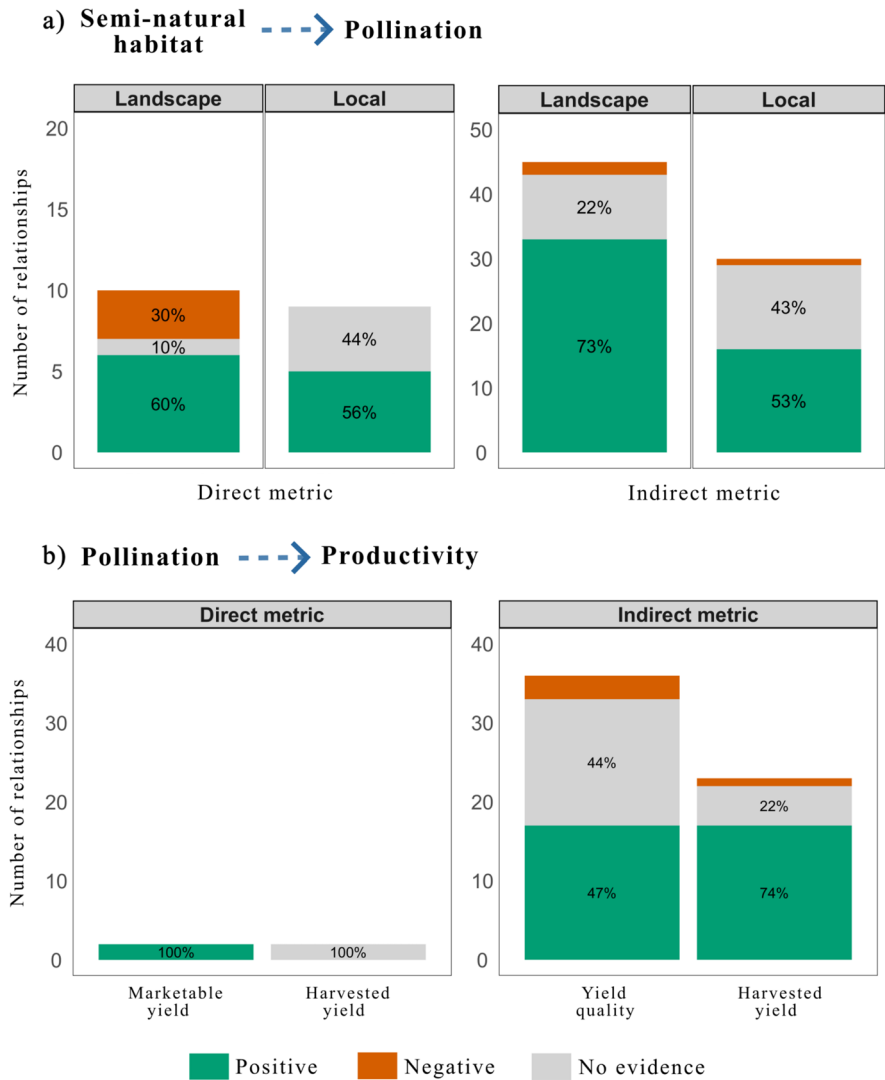 a) Semi-natural habitat Pollination
Landscape Local
Landscape Local
Number of relationships
20
15
10
5
0
30%
10%
60%
44%
56%
Direct metric
50
40
30
20
10
0
22%
73%
43%
53%
Indirect metric
b) Pollination Productivity
Direct metric
Indirect metric
Number of relationships
40
30
20
10
0
100%
100%
Marketable yield
Harvested yield
40
30
20
10
0
44%
47%
22%
74%
Yield quality
Harvested yield
Positive Negative No evidence